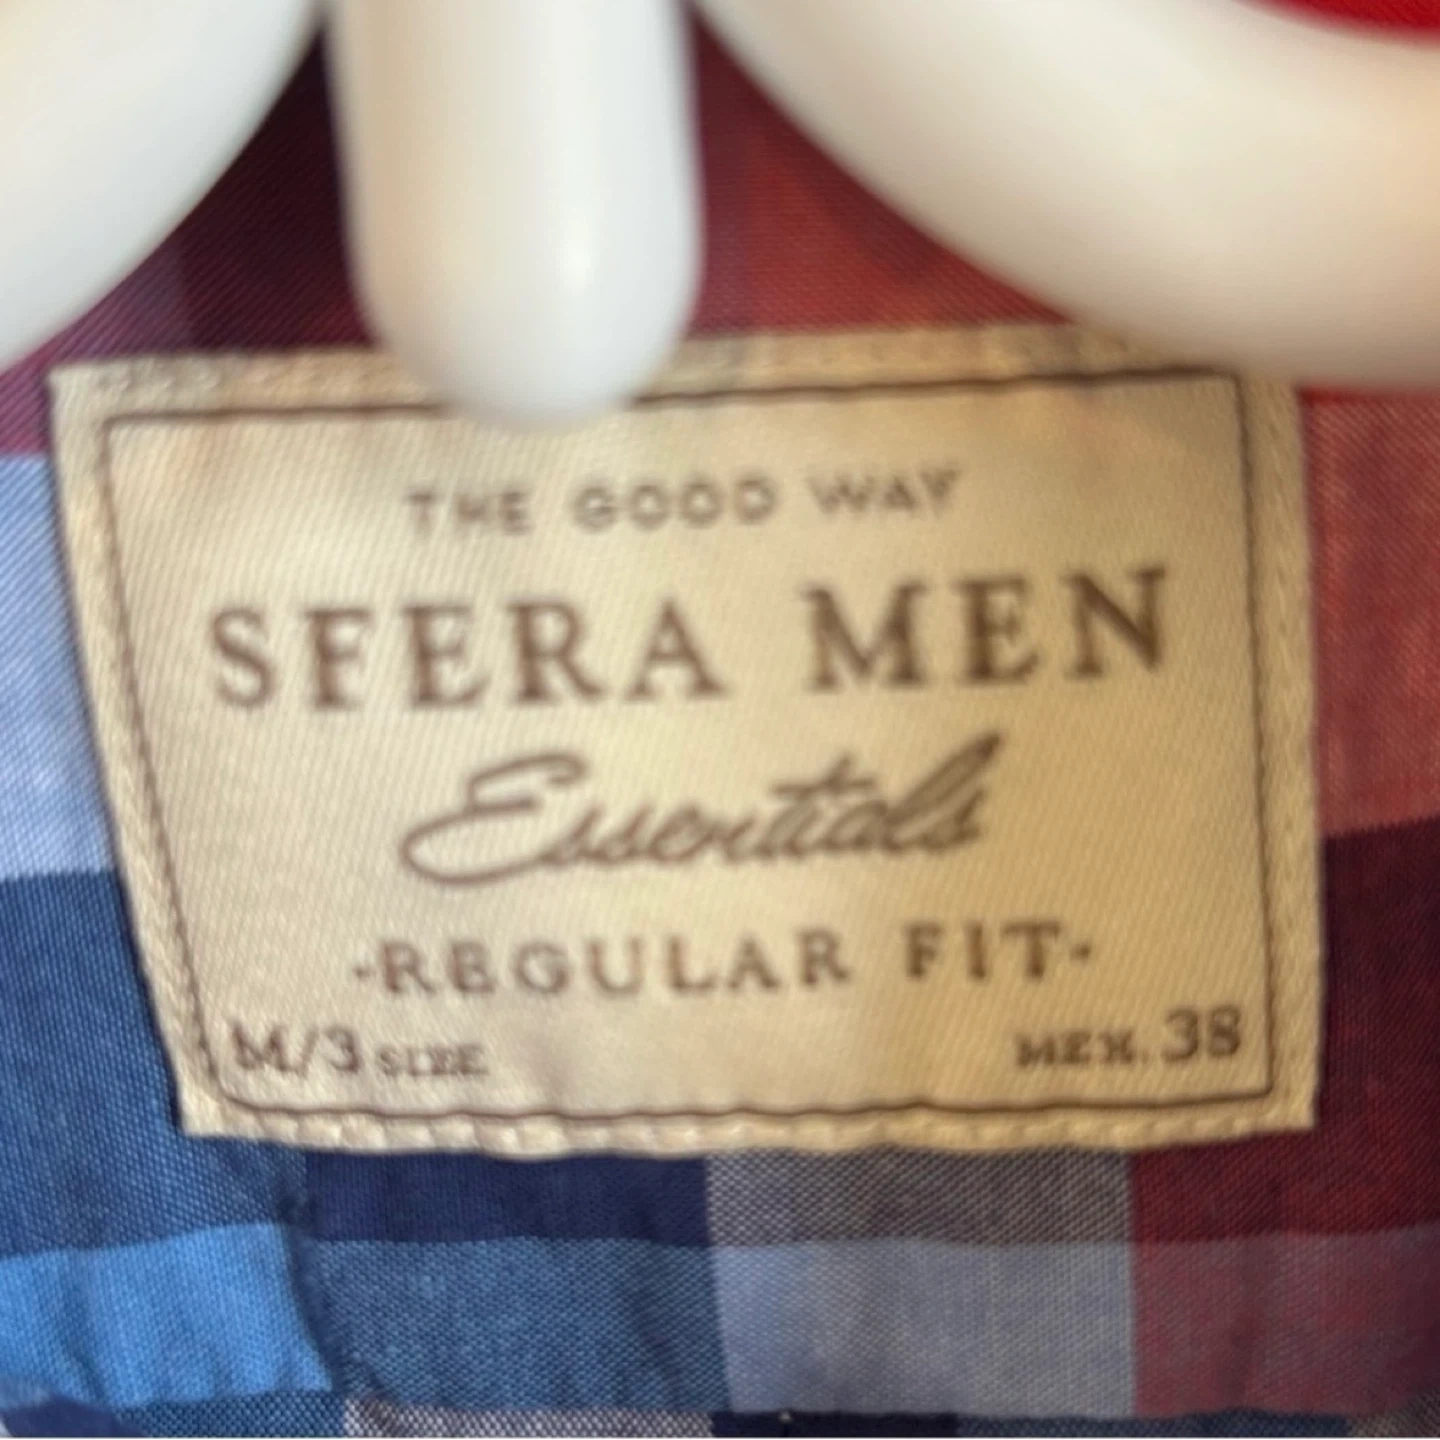 THE GOOD WAY
SFERA MEN
Essentials
-REGULAR FIT-
M/3 SIZE MEX. 38